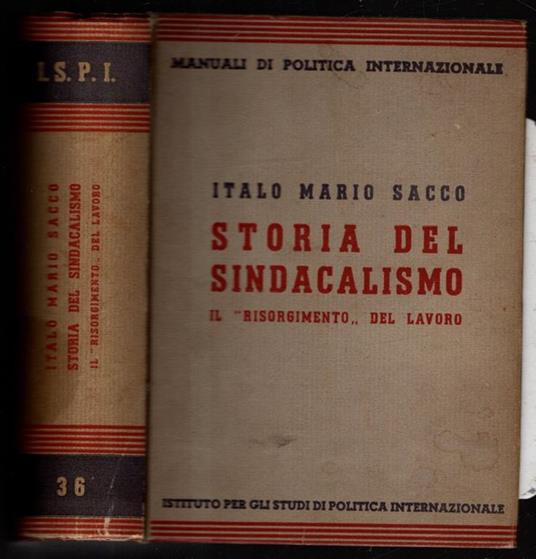 I.S.P.I.
ITALO MARIO SACCO
STORIA DEL SINDACALISMO
IL "RISORGIMENTO„ DEL LAVORO
36
MANUALI DI POLITICA INTERNAZIONALE
ITALO MARIO SACCO
STORIA DEL
SINDACALISMO
IL "RISORGIMENTO„ DEL LAVORO
ISTITUTO PER GLI STUDI DI POLITICA INTERNAZIONALE